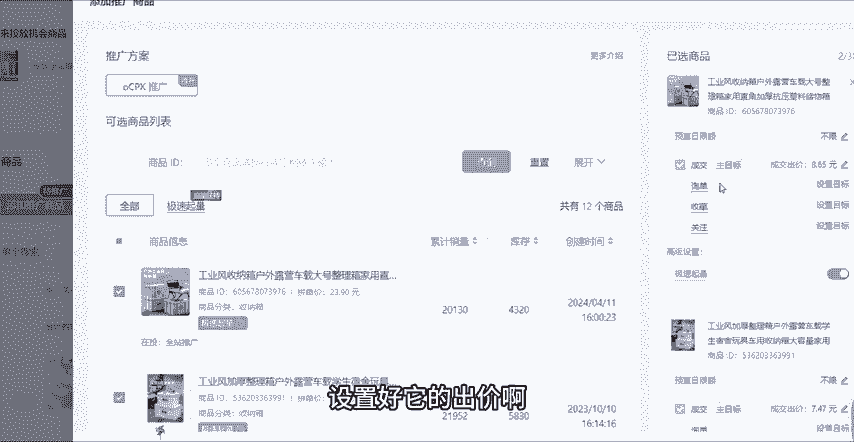 添加推广商品
来投放机会商品
推广方案
更多介绍
oCPX 推广
可选商品列表
商品 ID:
重置
展开
全部
极速起量
共有 12 个商品
商品信息
累计销量
库存
创建时间
工业风收纳箱户外露营车载大号整理箱家用直...
商品 ID: 605678073976 | 拼单价: 23.90 元
商品分类: 收纳箱
20130
4320
2024/04/11
16:00:23
在投: 全站推广
工业风加厚整理箱户外露营车载学生宿舍玩具...
商品分类: 收纳箱
21952
5830
2023/10/10
16:14:16
商品
已选商品
工业风收纳箱户外露营车载大号整
理箱家用直角加厚抗压塑料储物箱
商品 ID: 605678073976
预算日限额
不限
成交 主目标
成交出价: 8.65 元
询单
设置目标
收藏
设置目标
关注
设置目标
高级设置:
极速起量
工业风加厚整理箱户外露营车载学
生宿舍玩具车用收纳箱大容量家用
商品 ID: 536203363991
预算日限额
不限
成交 主目标
成交出价: 7.47 元
询单
设置目标
设置好它的出价啊